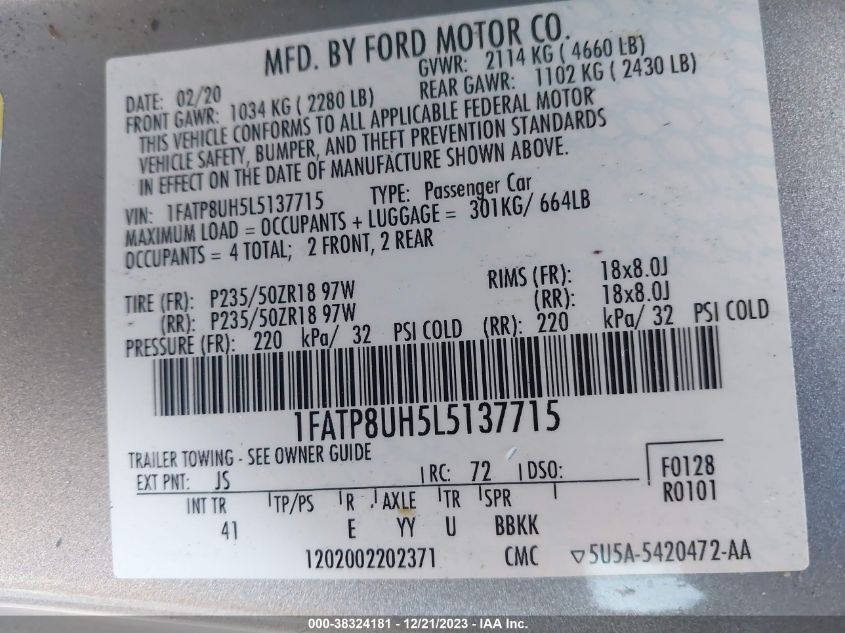 MFD. BY FORD MOTOR CO.
DATE: 02/20 GVWR: 2114 KG ( 4660 LB)
FRONT GAWR: 1034 KG ( 2280 LB) REAR GAWR: 1102 KG ( 2430 LB)
THIS VEHICLE CONFORMS TO ALL APPLICABLE FEDERAL MOTOR
VEHICLE SAFETY, BUMPER, AND THEFT PREVENTION STANDARDS
IN EFFECT ON THE DATE OF MANUFACTURE SHOWN ABOVE.
VIN: 1FATP8UH5L5137715 TYPE: Passenger Car
MAXIMUM LOAD = OCCUPANTS + LUGGAGE = 301KG/ 664LB
OCCUPANTS = 4 TOTAL; 2 FRONT, 2 REAR
TIRE (FR): P235/50ZR18 97W RIMS (FR): 18x8.0J
(RR): P235/50ZR18 97W (RR): 18x8.0J
PRESSURE (FR): 220 kPa/ 32 PSI COLD (RR): 220 kPa/ 32 PSI COLD
1FATP8UH5L5137715
TRAILER TOWING - SEE OWNER GUIDE
EXT PNT: JS RC: 72 DSO: F0128
R0101
INT TR TP/PS R AXLE TR SPR
41 E YY U BBKK
1202002202371 CMC ▽5U5A-5420472-AA
000-38324181 - 12/21/2023 - IAA Inc.